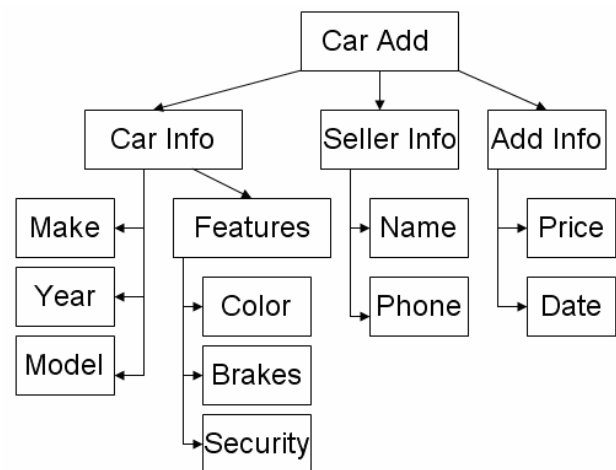 Car Add
Car Info
Seller Info
Add Info
Make
Features
Name
Price
Year
Color
Phone
Date
Model
Brakes
Security